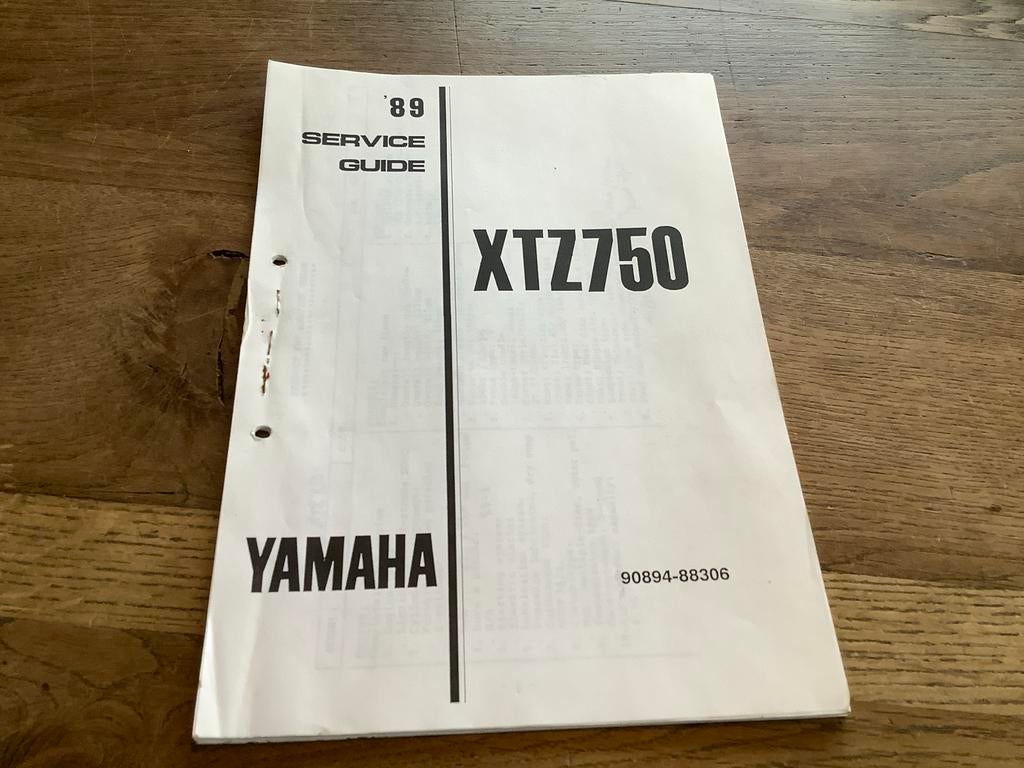 '89
SERVICE
GUIDE
XTZ750
YAMAHA
90894-88306